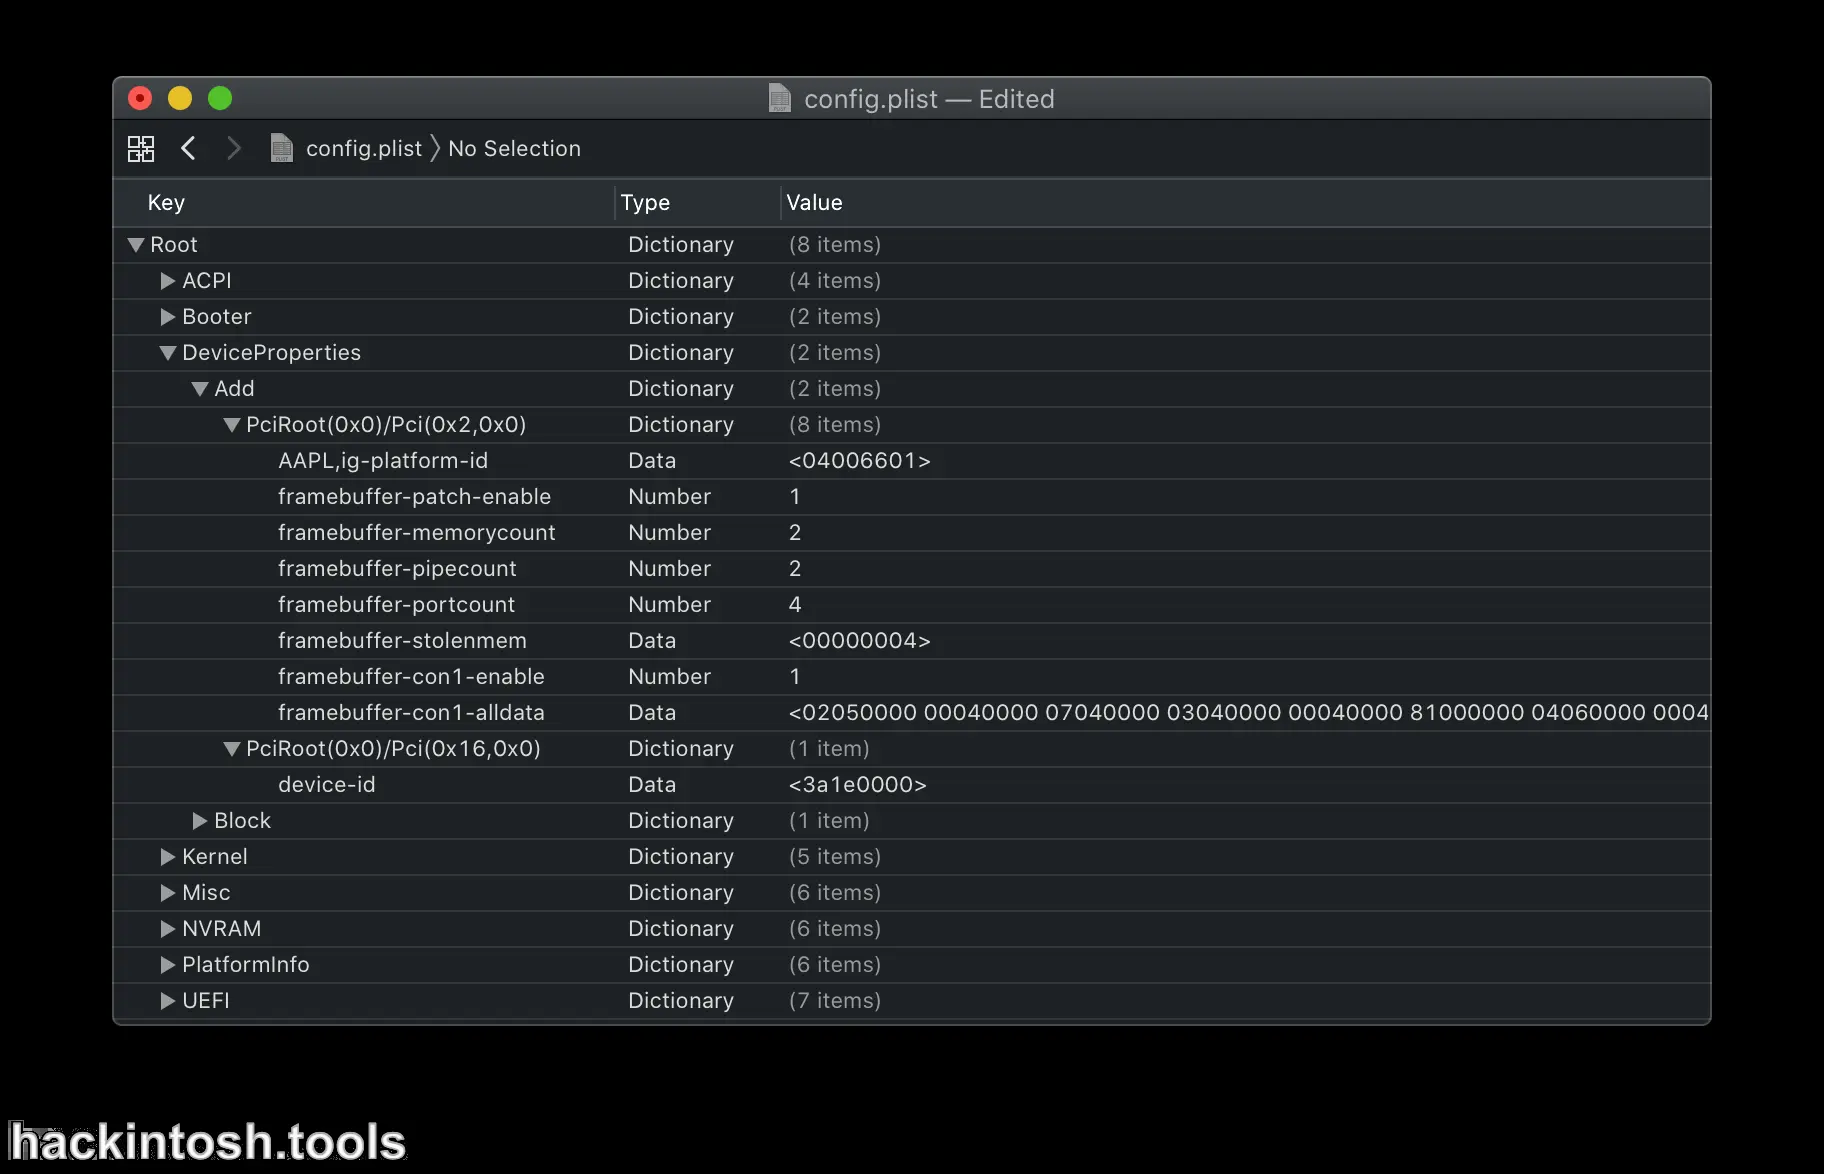 config.plist — Edited
config.plist 〉 No Selection
Key Type Value
Root Dictionary (8 items)
ACPI Dictionary (4 items)
Booter Dictionary (2 items)
DeviceProperties Dictionary (2 items)
Add Dictionary (2 items)
PciRoot(0x0)/Pci(0x2,0x0) Dictionary (8 items)
AAPL,ig-platform-id Data <04006601>
framebuffer-patch-enable Number 1
framebuffer-memorycount Number 2
framebuffer-pipecount Number 2
framebuffer-portcount Number 4
framebuffer-stolenmem Data <00000004>
framebuffer-con1-enable Number 1
framebuffer-con1-alldata Data <02050000 00040000 07040000 03040000 00040000 81000000 04060000 0004
PciRoot(0x0)/Pci(0x16,0x0) Dictionary (1 item)
device-id Data <3a1e0000>
Block Dictionary (1 item)
Kernel Dictionary (5 items)
Misc Dictionary (6 items)
NVRAM Dictionary (6 items)
PlatformInfo Dictionary (6 items)
UEFI Dictionary (7 items)
hackintosh.tools